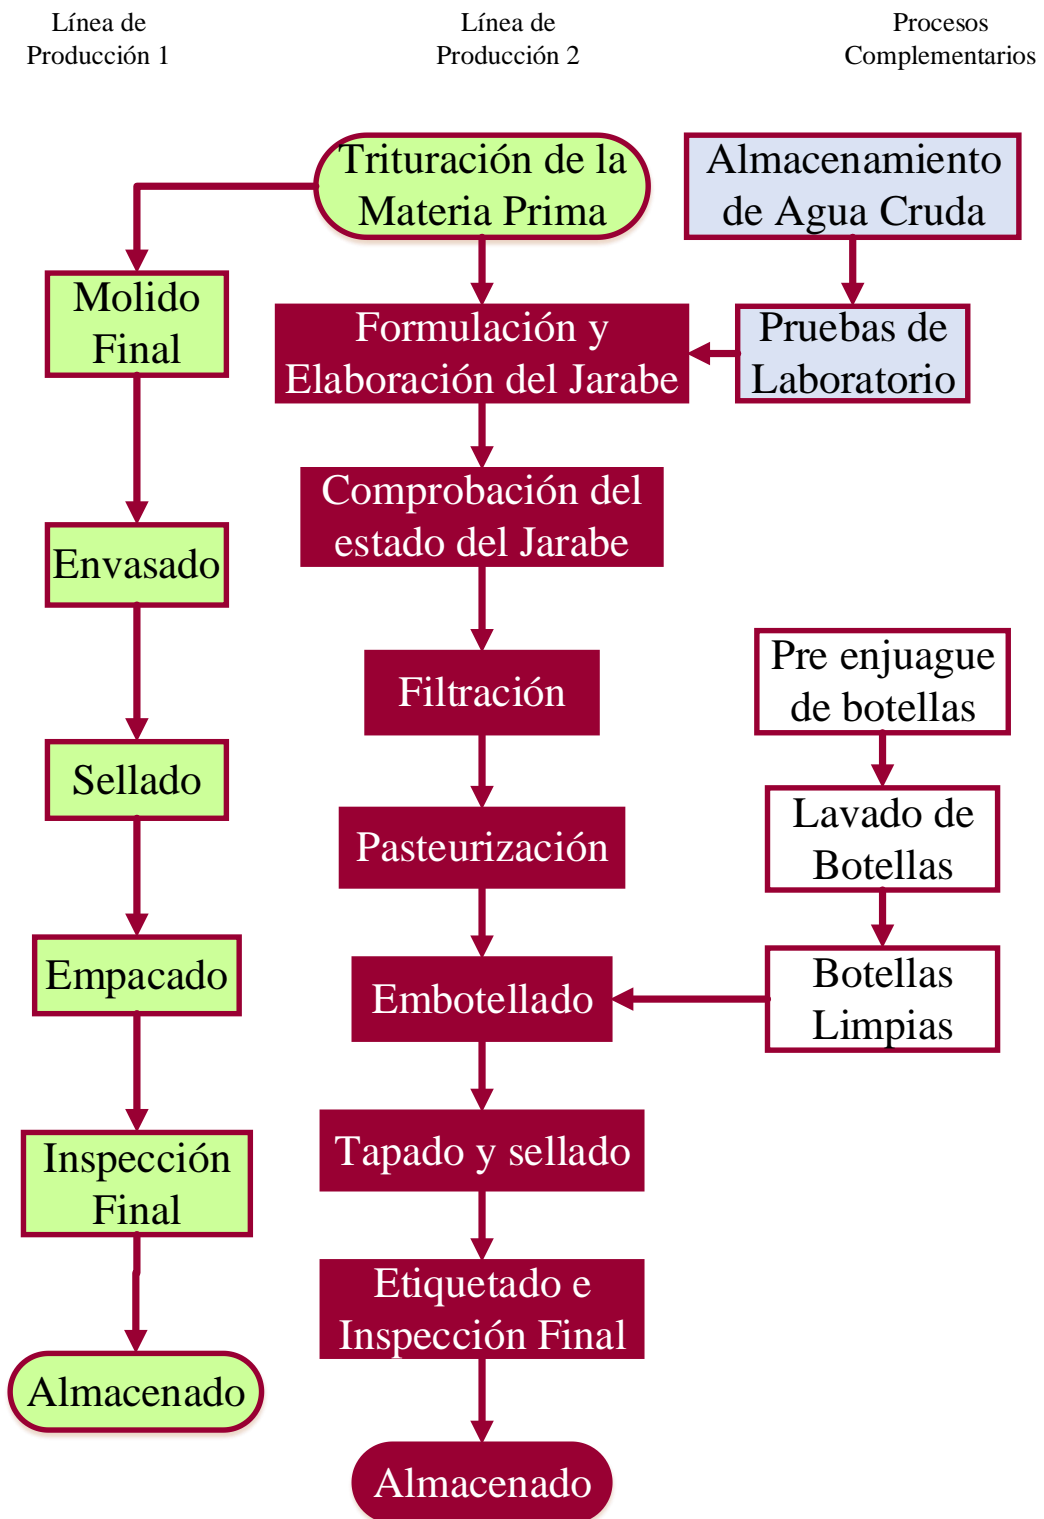 Línea de
Producción 1
Línea de
Producción 2
Procesos
Complementarios
Trituración de la
Materia Prima
Almacenamiento
de Agua Cruda
Molido
Final
Formulación y
Elaboración del Jarabe
Pruebas de
Laboratorio
Comprobación del
estado del Jarabe
Envasado
Filtración
Pre enjuague
de botellas
Sellado
Pasteurización
Lavado de
Botellas
Empacado
Embotellado
Botellas
Limpias
Inspección
Final
Tapado y sellado
Etiquetado e
Inspección Final
Almacenado
Almacenado